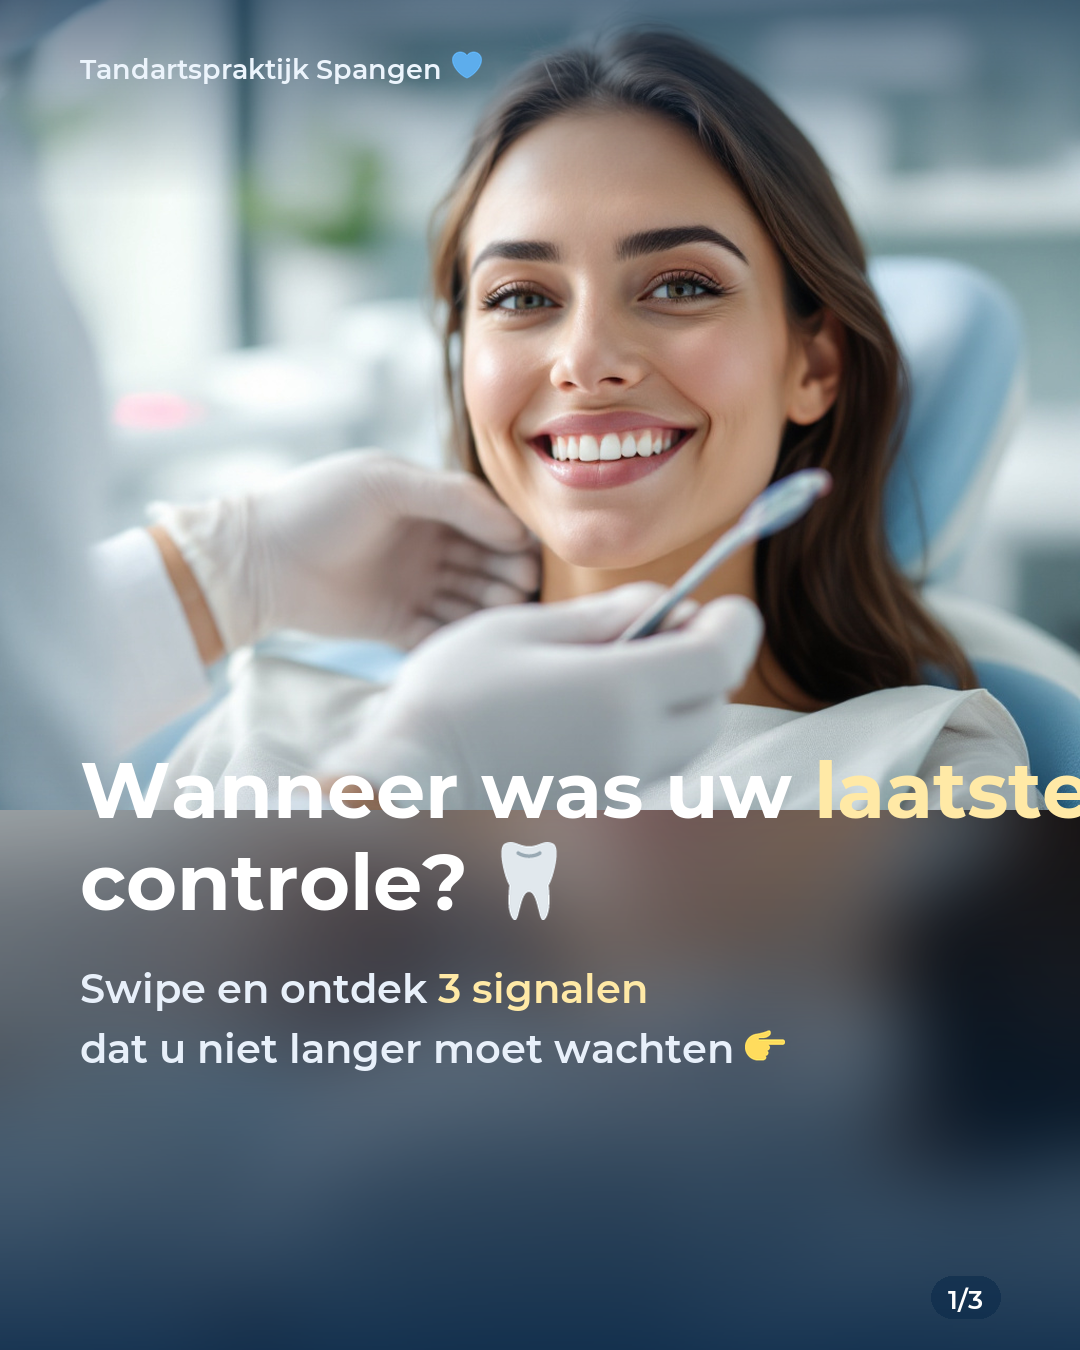 Tandartspraktijk Spangen 💙
Wanneer was uw laatste
controle? 🦷
Swipe en ontdek 3 signalen
dat u niet langer moet wachten 👉
1/3